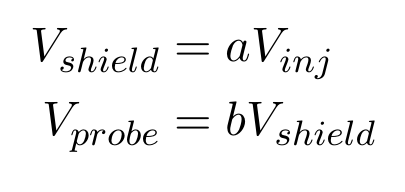 V_{shield} = aV_{inj}
V_{probe} = bV_{shield}